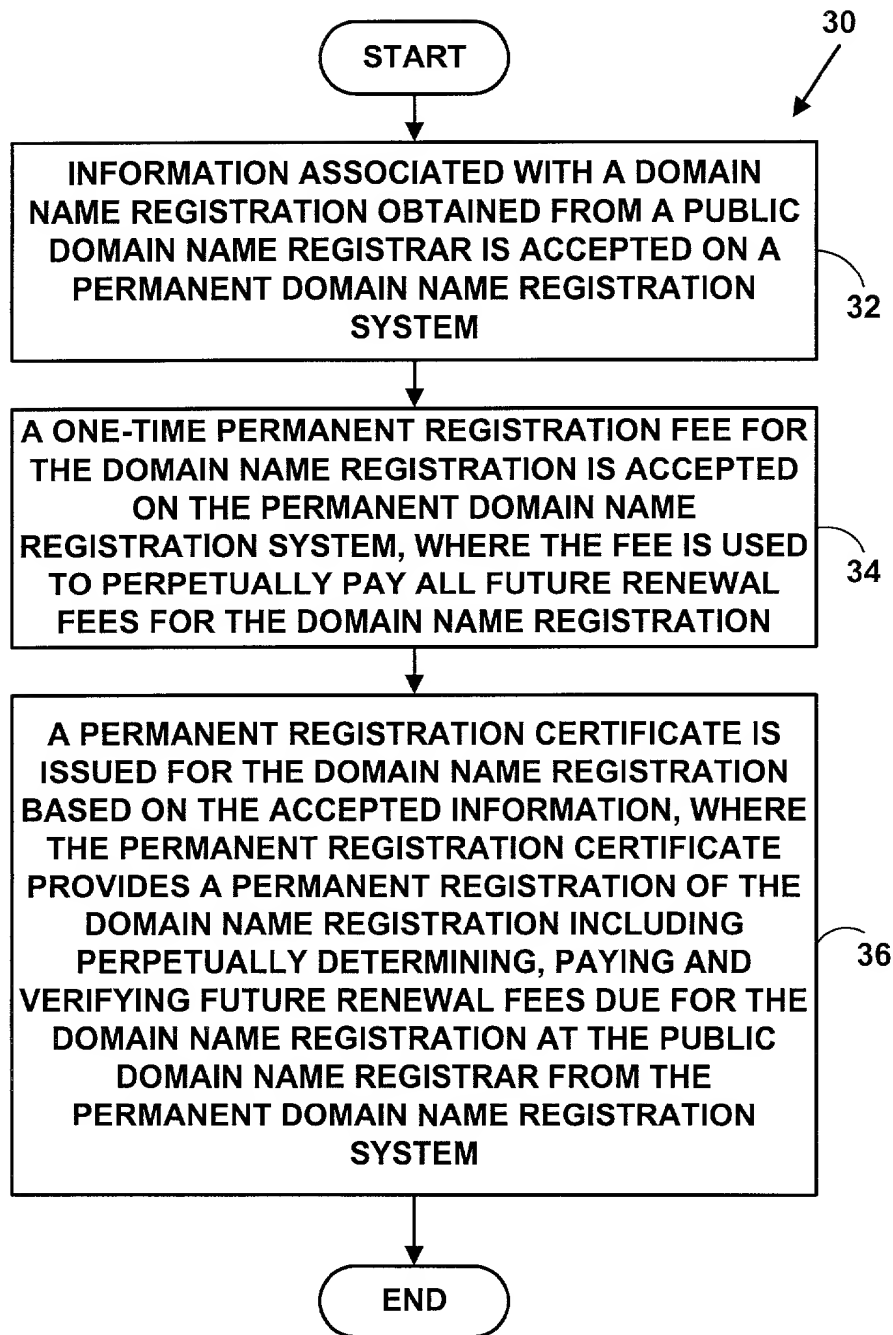 30
START
INFORMATION ASSOCIATED WITH A DOMAIN
NAME REGISTRATION OBTAINED FROM A PUBLIC
DOMAIN NAME REGISTRAR IS ACCEPTED ON A
PERMANENT DOMAIN NAME REGISTRATION
SYSTEM
32
A ONE-TIME PERMANENT REGISTRATION FEE FOR
THE DOMAIN NAME REGISTRATION IS ACCEPTED
ON THE PERMANENT DOMAIN NAME
REGISTRATION SYSTEM, WHERE THE FEE IS USED
TO PERPETUALLY PAY ALL FUTURE RENEWAL
FEES FOR THE DOMAIN NAME REGISTRATION
34
A PERMANENT REGISTRATION CERTIFICATE IS
ISSUED FOR THE DOMAIN NAME REGISTRATION
BASED ON THE ACCEPTED INFORMATION, WHERE
THE PERMANENT REGISTRATION CERTIFICATE
PROVIDES A PERMANENT REGISTRATION OF THE
DOMAIN NAME REGISTRATION INCLUDING
PERPETUALLY DETERMINING, PAYING AND
VERIFYING FUTURE RENEWAL FEES DUE FOR THE
DOMAIN NAME REGISTRATION AT THE PUBLIC
DOMAIN NAME REGISTRAR FROM THE
PERMANENT DOMAIN NAME REGISTRATION
SYSTEM
36
END